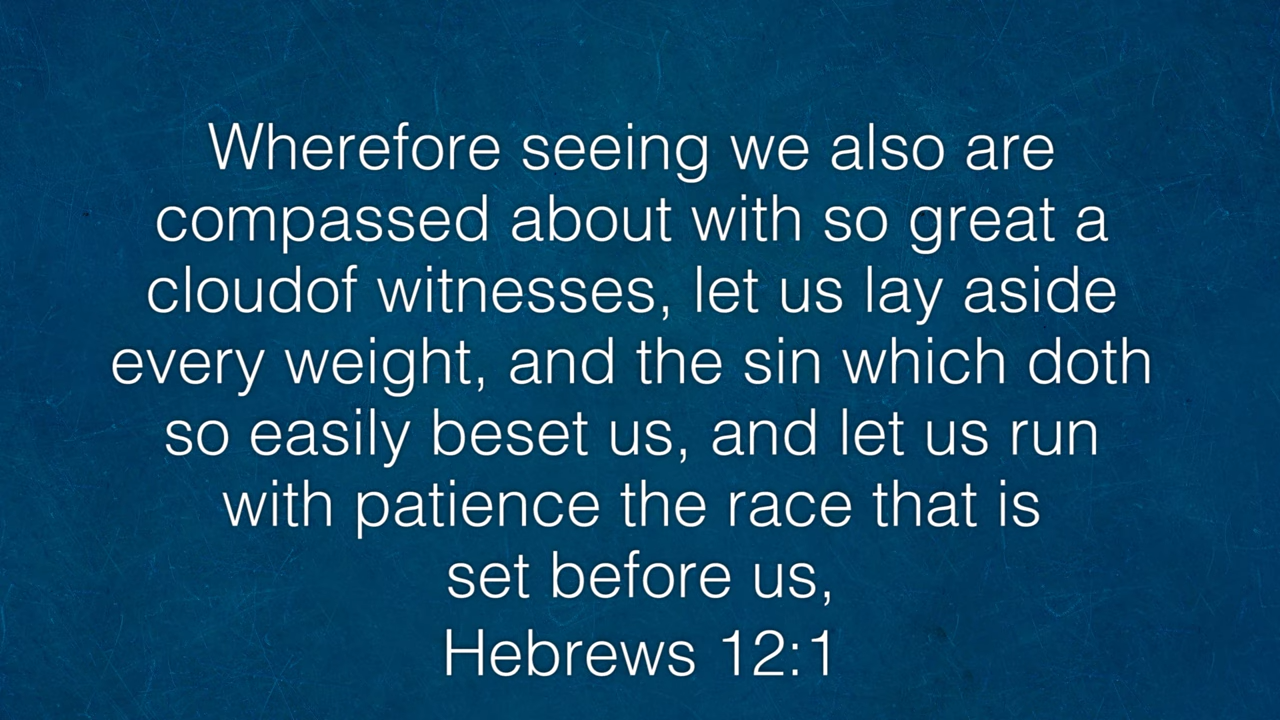 Wherefore seeing we also are
compassed about with so great a
cloudof witnesses, let us lay aside
every weight, and the sin which doth
so easily beset us, and let us run
with patience the race that is
set before us,
Hebrews 12:1